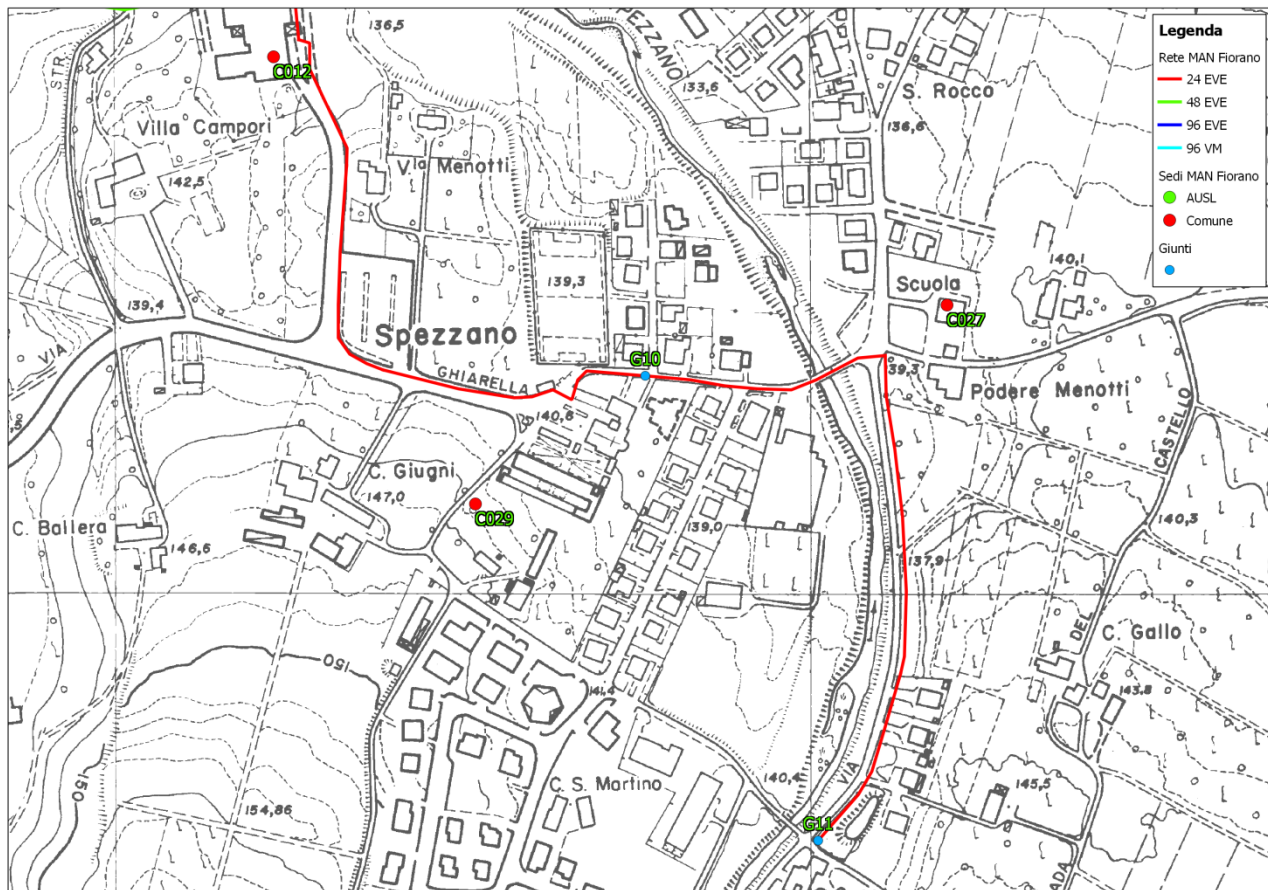 Legenda
Rete MAN Fiorano
24 EVE
48 EVE
96 EVE
96 VM
Sedi MAN Fiorano
AUSL
Comune
Giunti
STR.
136,5
C012
SPEZZANO
133,6
S. Rocco
136,6
Villa Campori
Vla Menotti
142,5
139,4
VIA
139,3
Scuola
140,1
C027
Spezzano
GHIARELLA
G10
39,3
Podere Menotti
CASTELLO
140,6
C. Giugni
147,0
C029
139,0
C. Ballera
146,6
140,3
137,9
DEL
C. Gallo
150
150
141,4
143,8
C. S. Martino
140,4
VIA
145,5
154,86
G11